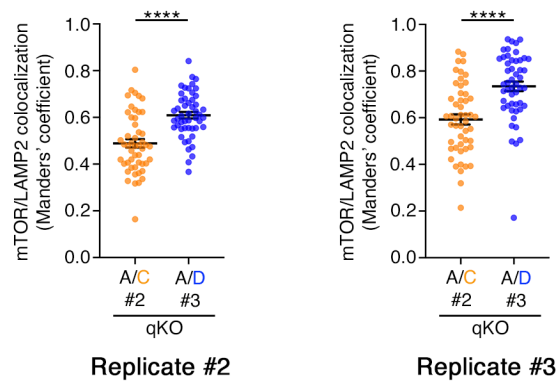 ****
mTOR/LAMP2 colocalization
(Manders' coefficient)
1.0
0.8
0.6
0.4
0.2
0.0
A/C
#2
A/D
#3
qKO
Replicate #2
****
mTOR/LAMP2 colocalization
(Manders' coefficient)
1.0
0.8
0.6
0.4
0.2
0.0
A/C
#2
A/D
#3
qKO
Replicate #3